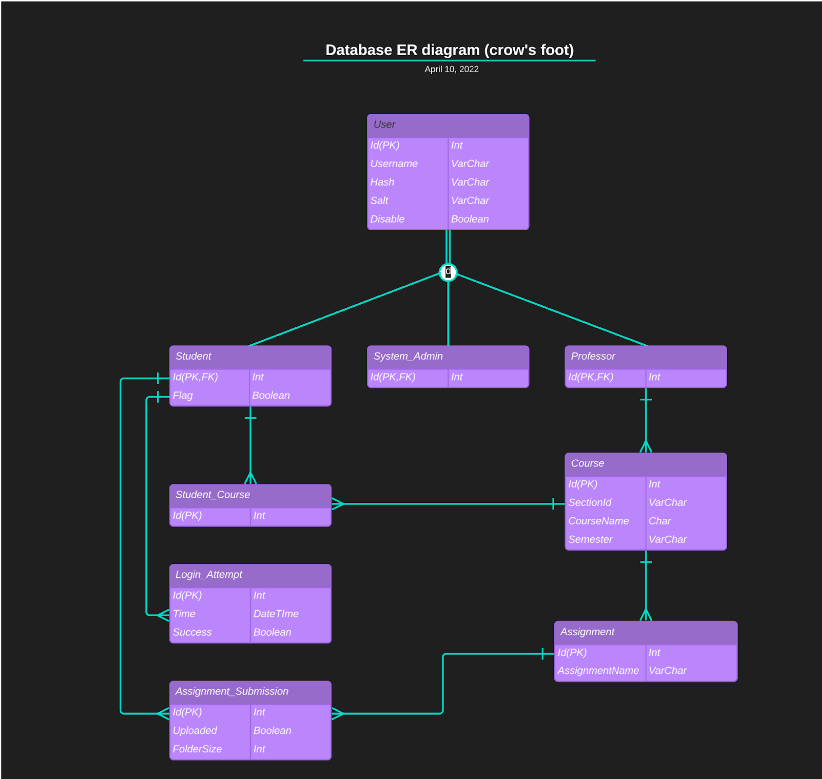 Database ER diagram (crow's foot)
April 10, 2022
User
Id(PK) Int
Username VarChar
Hash VarChar
Salt VarChar
Disable Boolean
Student
Id(PK,FK) Int
Flag Boolean
System_Admin
Id(PK,FK) Int
Professor
Id(PK,FK) Int
Student_Course
Id(PK) Int
Course
Id(PK) Int
SectionId VarChar
CourseName Char
Semester VarChar
Login_Attempt
Id(PK) Int
Time DateTIme
Success Boolean
Assignment
Id(PK) Int
AssignmentName VarChar
Assignment_Submission
Id(PK) Int
Uploaded Boolean
FolderSize Int